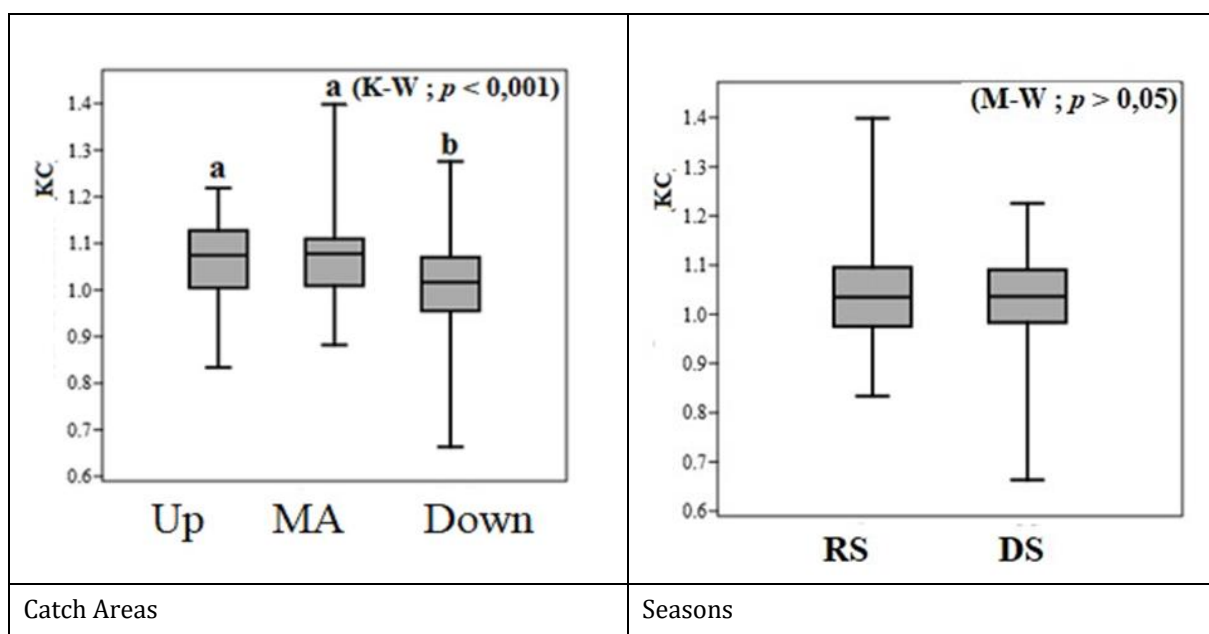 a (K-W ; p < 0,001)
1.4
a
b
1.3
KC
1.2
1.1
1.0
0.9
0.8
0.7
0.6
Up MA Down
Catch Areas
(M-W ; p > 0,05)
1.4
1.3
KC
1.2
1.1
1.0
0.9
0.8
0.7
0.6
RS DS
Seasons